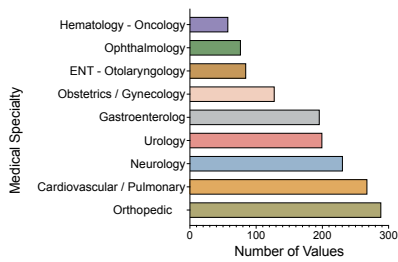 Medical Specialty
Hematology - Oncology
Ophthalmology
ENT - Otolaryngology
Obstetrics / Gynecology
Gastroenterolog
Urology
Neurology
Cardiovascular / Pulmonary
Orthopedic
0 100 200 300
Number of Values